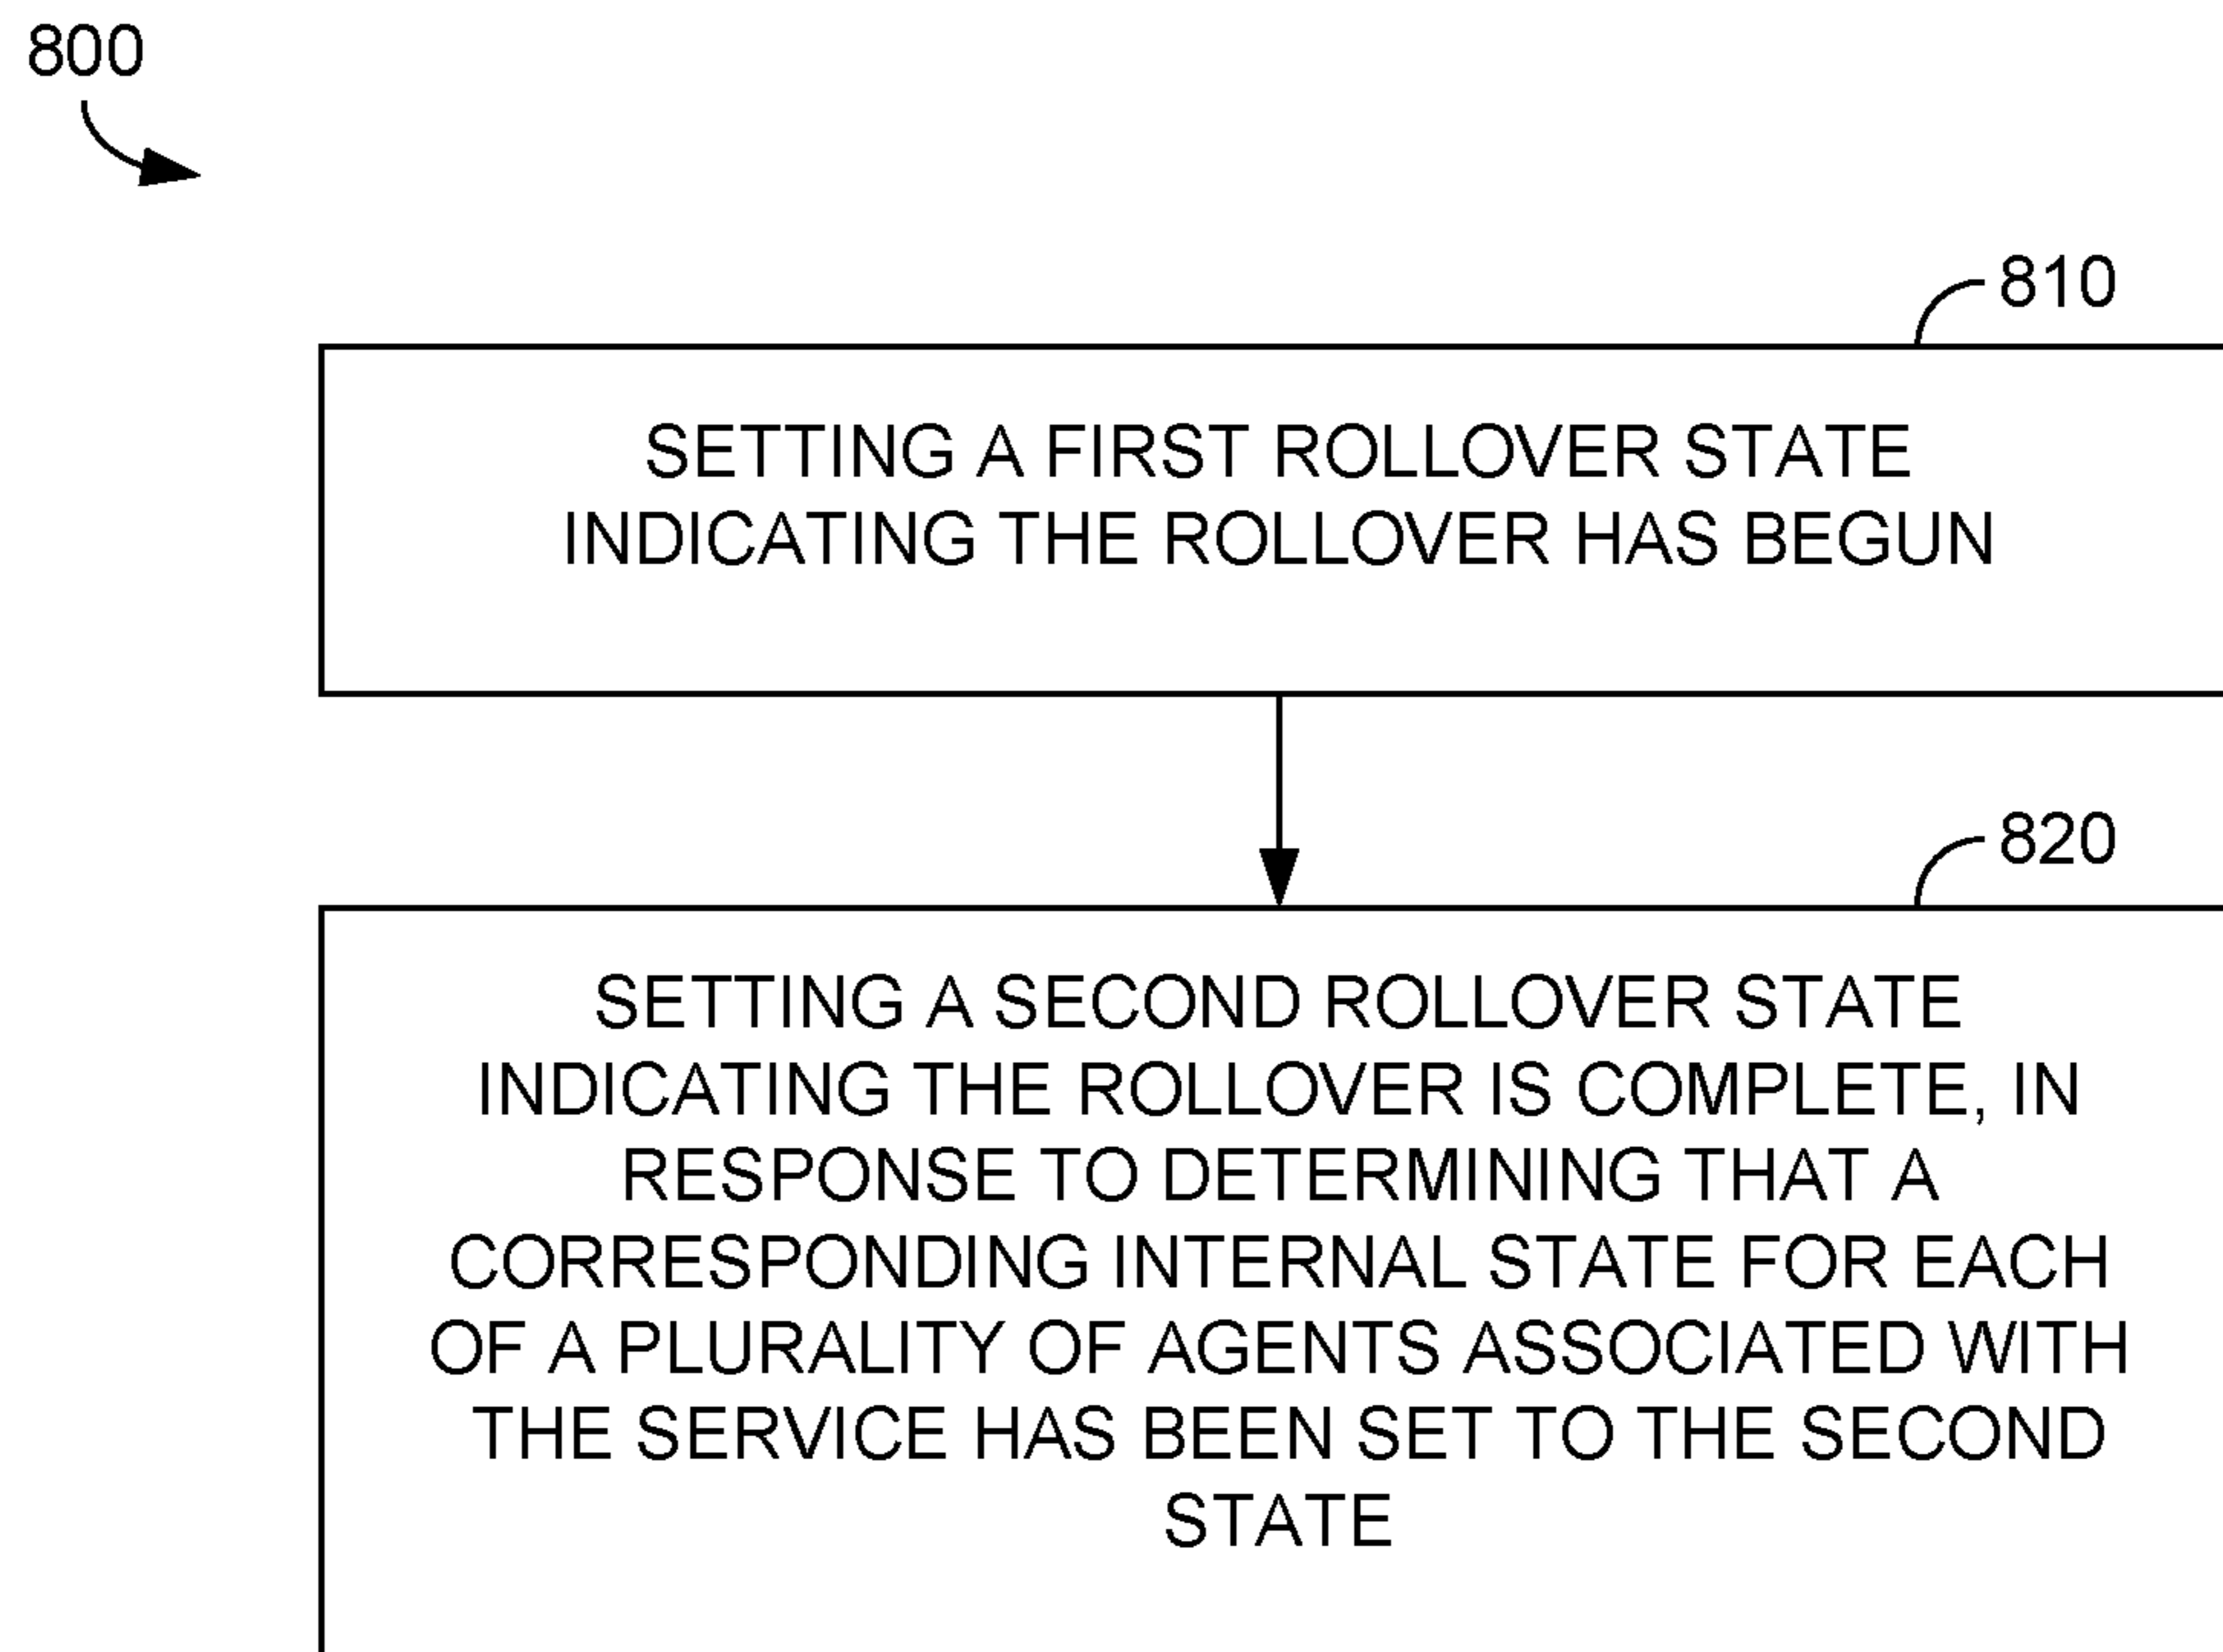 800
810
SETTING A FIRST ROLLOVER STATE
INDICATING THE ROLLOVER HAS BEGUN
820
SETTING A SECOND ROLLOVER STATE
INDICATING THE ROLLOVER IS COMPLETE, IN
RESPONSE TO DETERMINING THAT A
CORRESPONDING INTERNAL STATE FOR EACH
OF A PLURALITY OF AGENTS ASSOCIATED WITH
THE SERVICE HAS BEEN SET TO THE SECOND
STATE